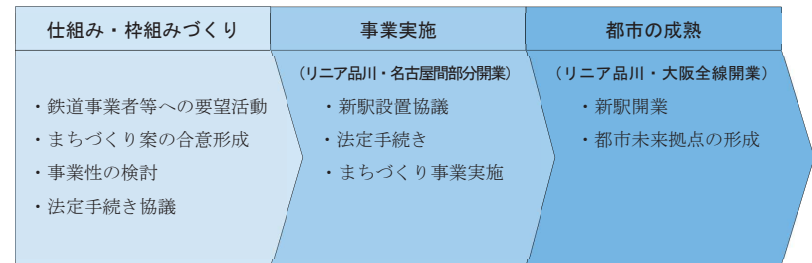 仕組み・枠組みづくり
・鉄道事業者等への要望活動
・まちづくり案の合意形成
・事業性の検討
・法定手続き協議
事業実施
(リニア品川・名古屋間部分開業)
・新駅設置協議
・法定手続き
・まちづくり事業実施
都市の成熟
(リニア品川・大阪全線開業)
・新駅開業
・都市未来拠点の形成